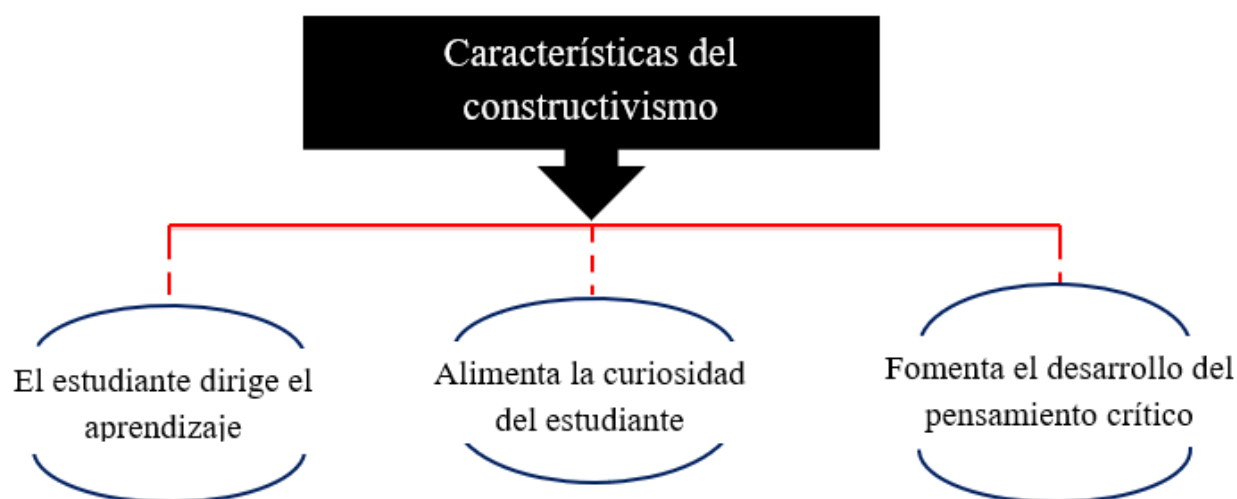 Características del
constructivismo
El estudiante dirige el
aprendizaje
Alimenta la curiosidad
del estudiante
Fomenta el desarrollo del
pensamiento crítico